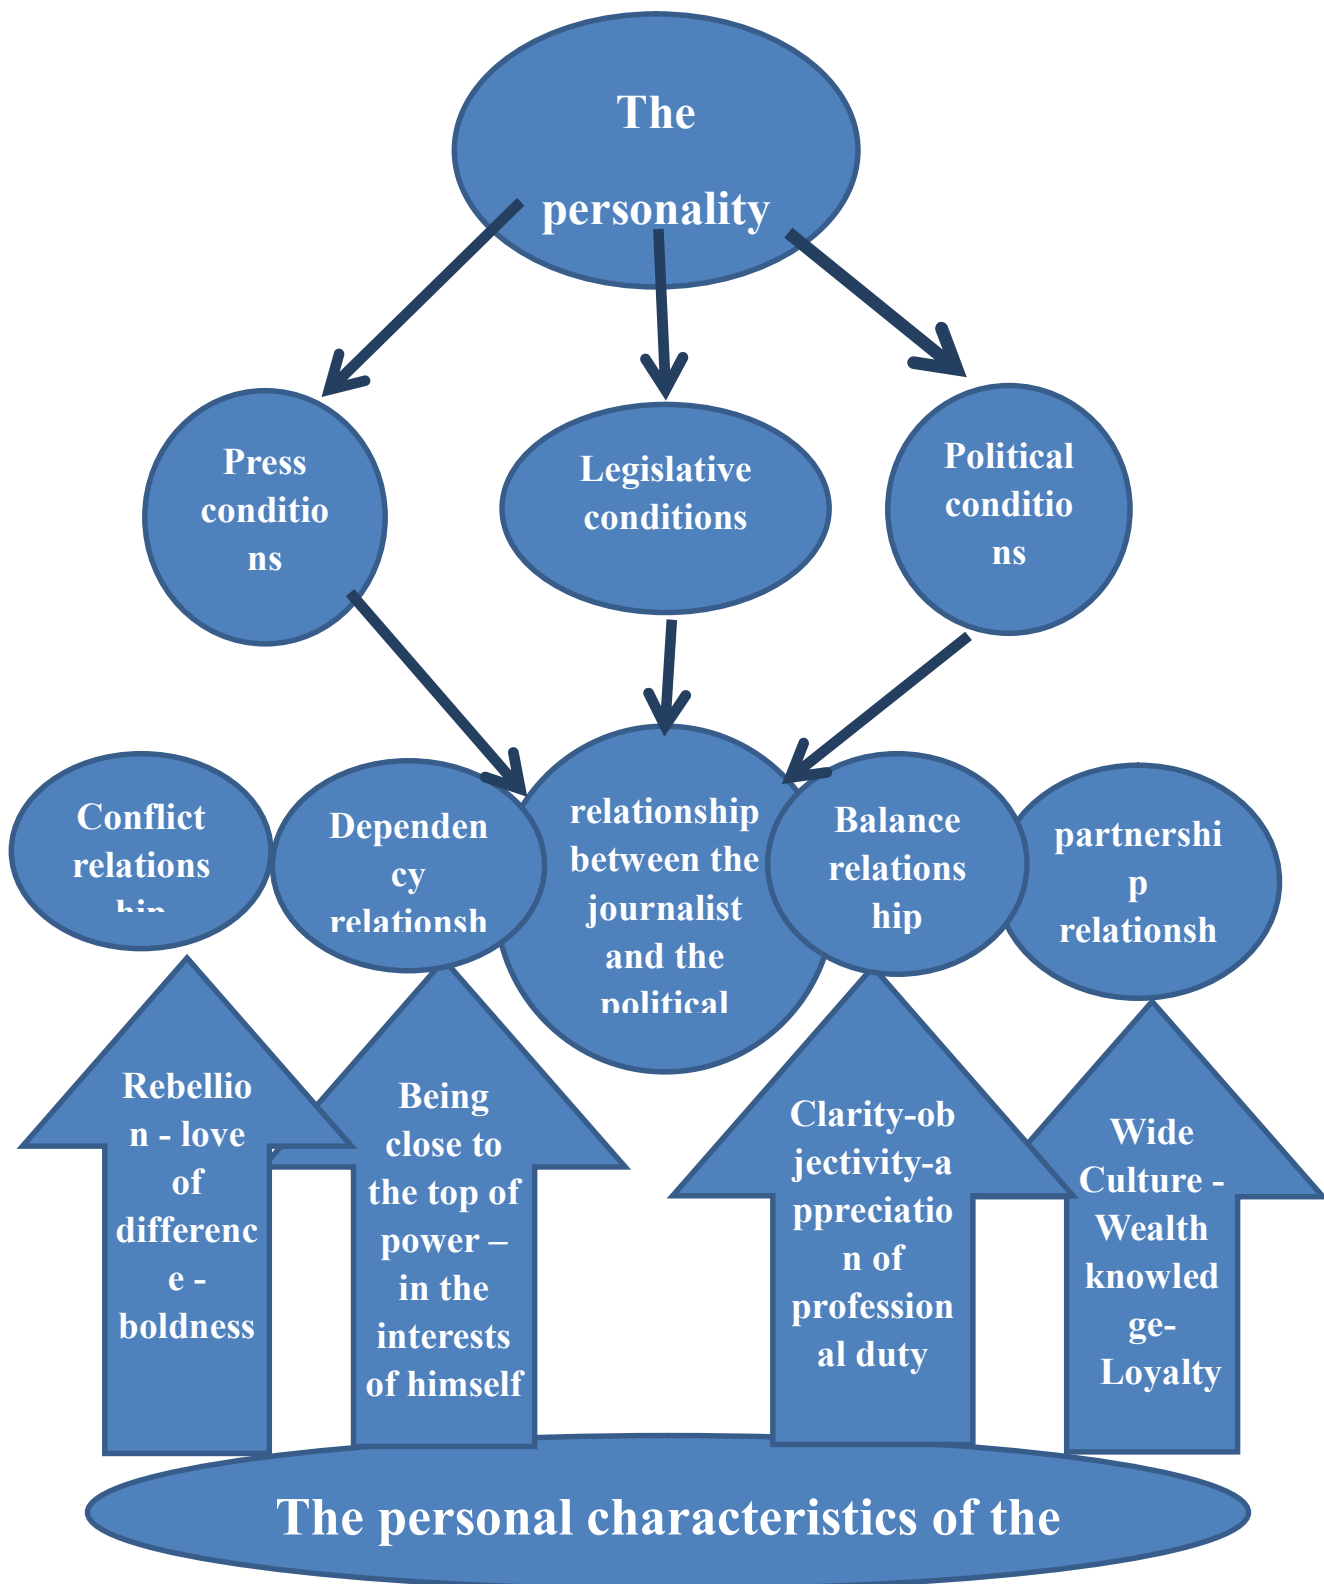 The
personality
Press
conditio
ns
Legislative
conditions
Political
conditio
ns
Conflict
relations
hip
Dependen
cy
relationsh
relationship
between the
journalist
and the
political
Balance
relations
hip
partnershi
p
relationsh
Rebellio
n - love
of
differenc
e -
boldness
Being
close to
the top of
power –
in the
interests
of himself
Clarity-ob
jectivity-a
ppreciatio
n of
profession
al duty
Wide
Culture -
Wealth
knowled
ge-
Loyalty
The personal characteristics of the